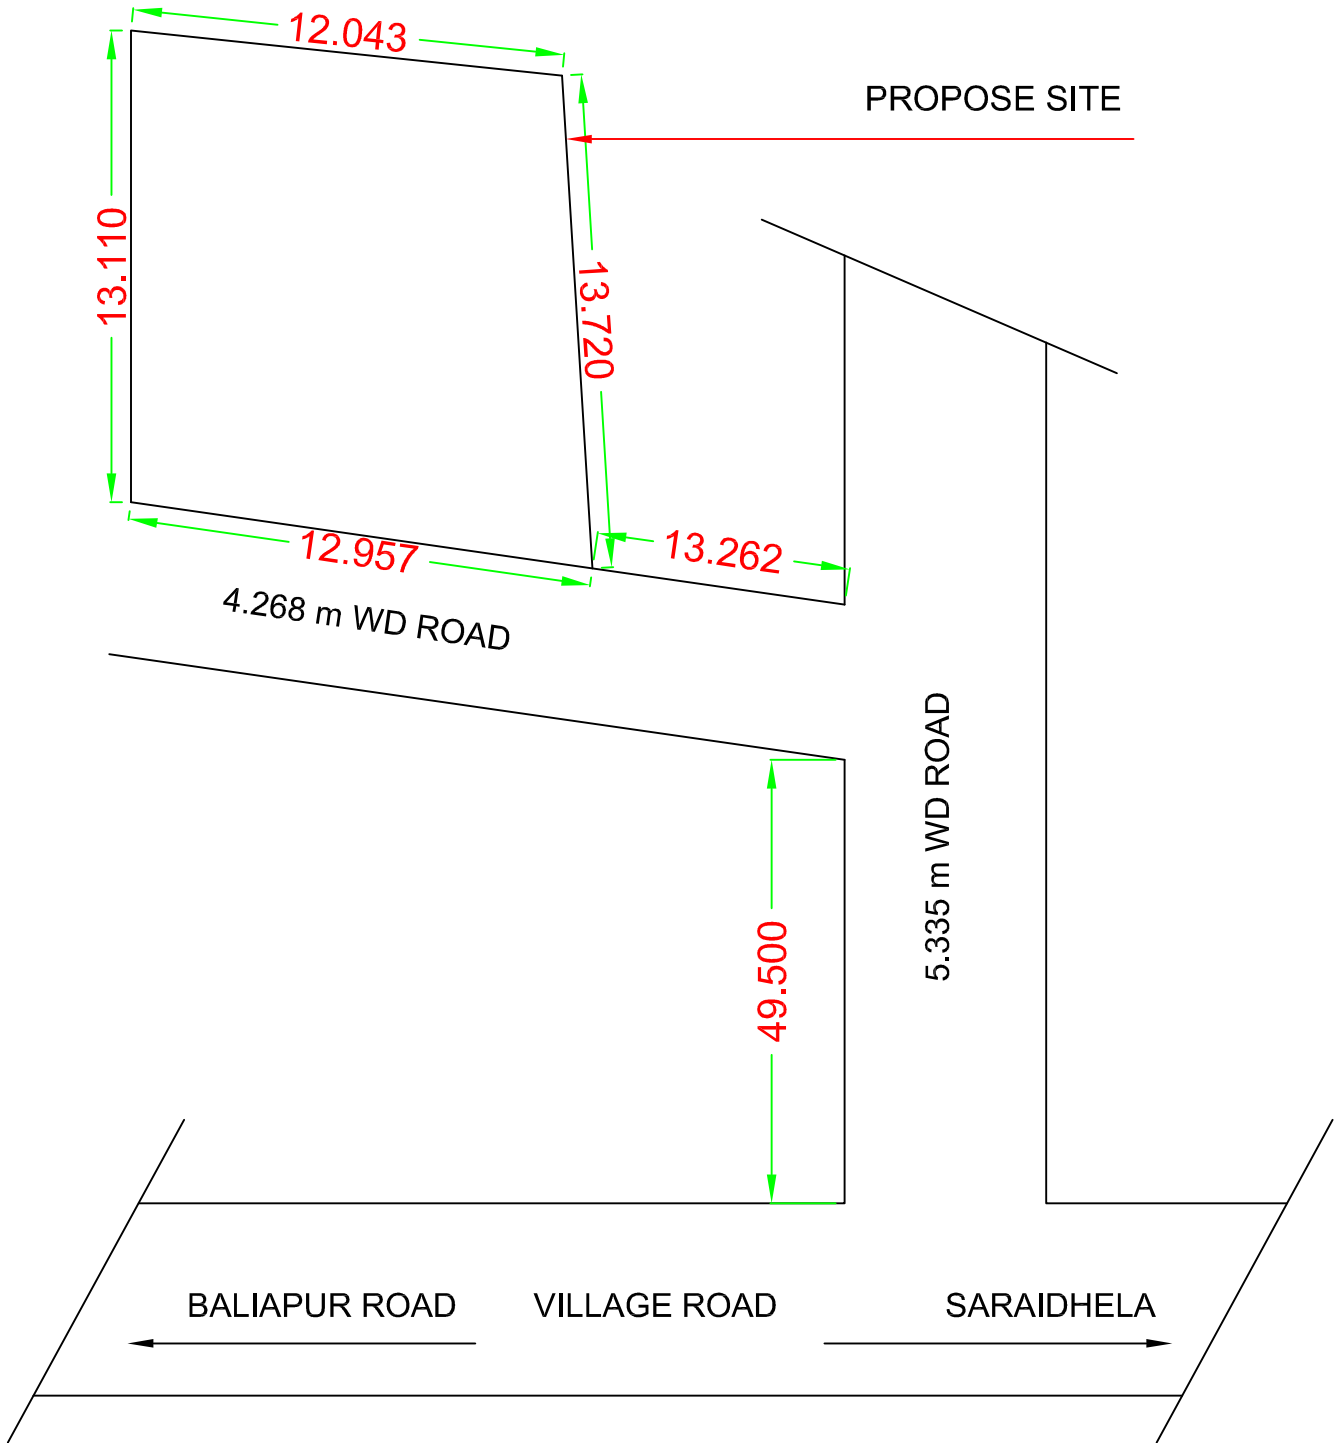 12.043
PROPOSE SITE
13.110
13.720
12.957
13.262
4.268 m WD ROAD
5.335 m WD ROAD
49.500
BALIAPUR ROAD
VILLAGE ROAD
SARAIDHELA